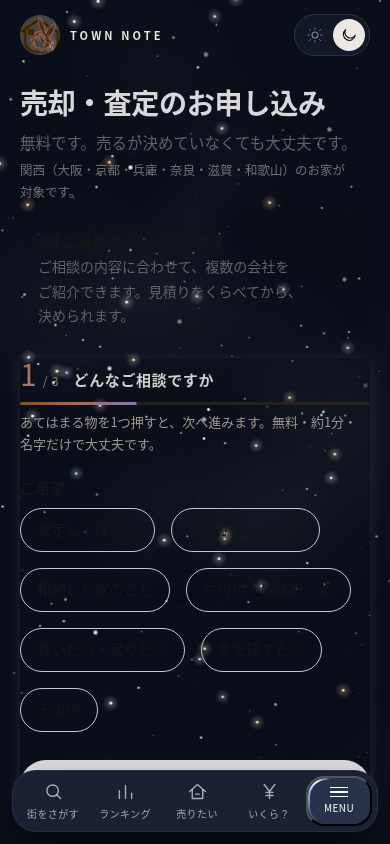 TOWN NOTE
売却・査定のお申し込み
無料です。売るか決めていなくても大丈夫です。
関西（大阪・京都・兵庫・奈良・滋賀・和歌山）のお家が
対象です。
ご相談の内容に合わせて、複数の会社を
ご紹介できます。見積りをくらべてから、
決められます。
1 / 3 どんなご相談ですか
あてはまる物を1つ押すと、次へ進みます。無料・約1分・
名字だけで大丈夫です。
ご希望
査定してほしい
相続した家のこと
買いたい・借りたい 家を建てたい
その他
街をさがす ランキング 売りたい いくら？ MENU